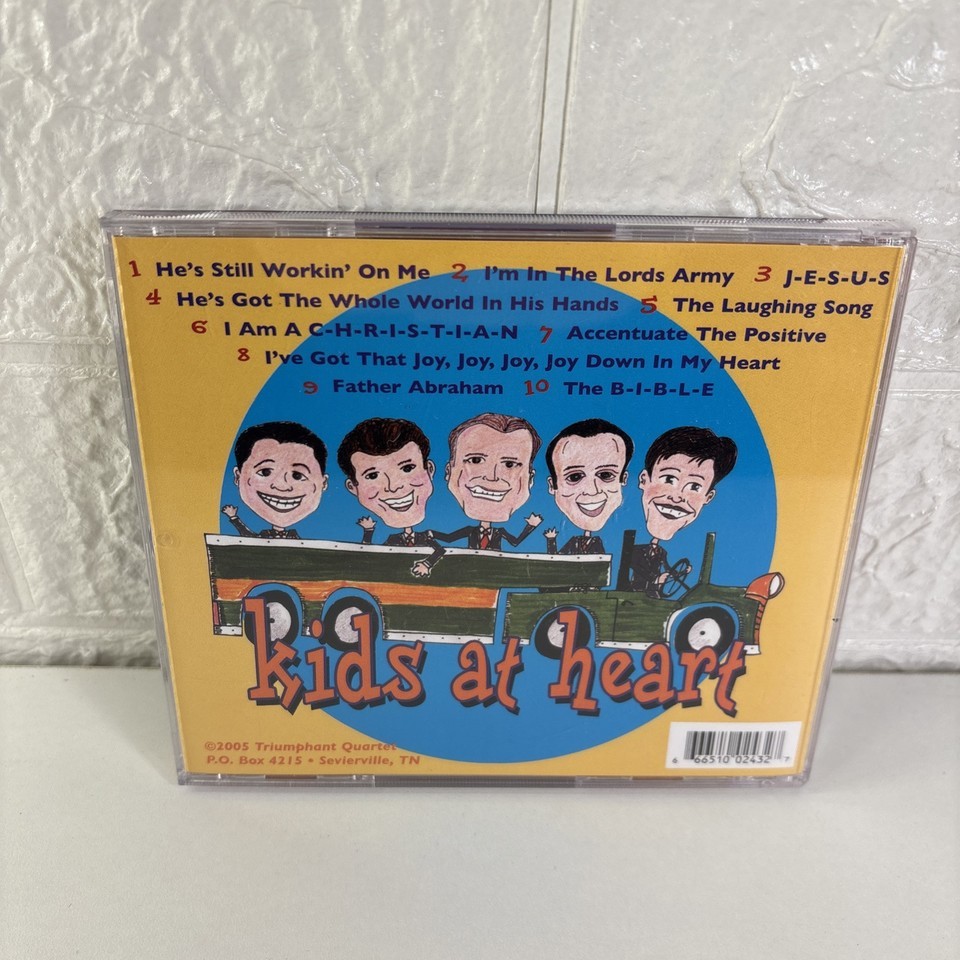 1 He's Still Workin' On Me 2 I'm In The Lords Army 3 J-E-S-U-S
4 He's Got The Whole World In His Hands 5 The Laughing Song
6 I Am A C-H-R-I-S-T-I-A-N 7 Accentuate The Positive
8 I've Got That Joy, Joy, Joy, Joy Down In My Heart
9 Father Abraham 10 The B-I-B-L-E
kids at heart
©2005 Triumphant Quartet
P.O. Box 4215 • Sevierville, TN
6 66510 02432 7